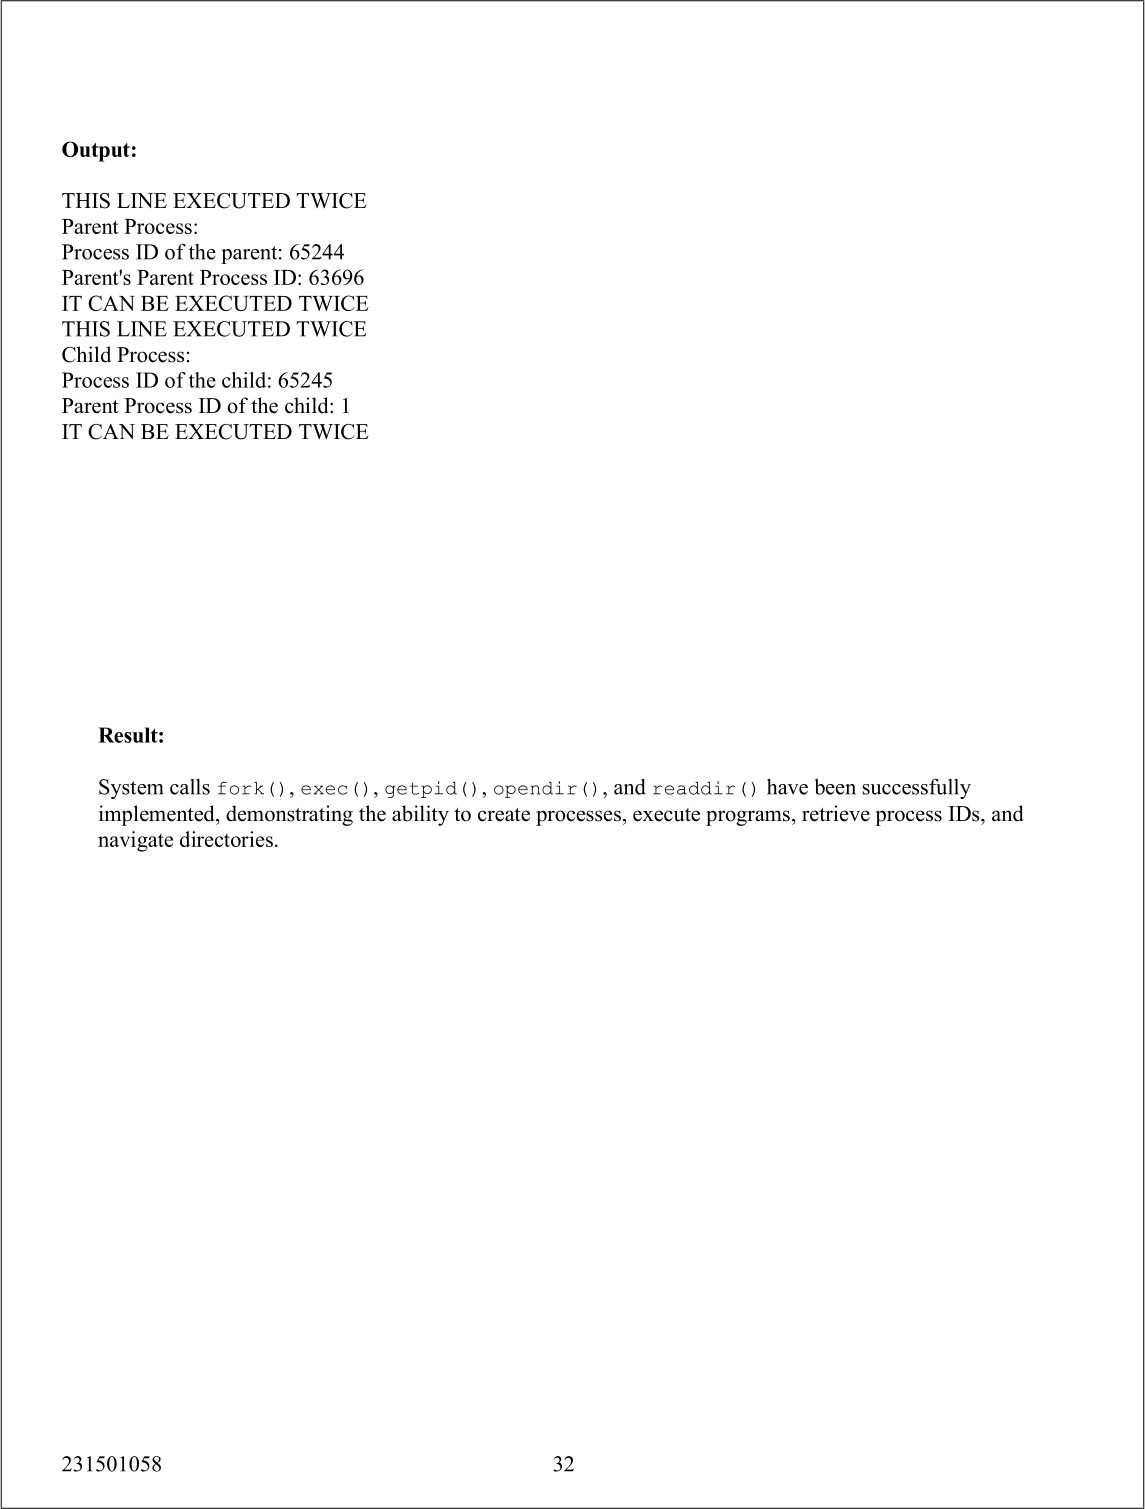 Output:
THIS LINE EXECUTED TWICE
Parent Process:
Process ID of the parent: 65244
Parent's Parent Process ID: 63696
IT CAN BE EXECUTED TWICE
THIS LINE EXECUTED TWICE
Child Process:
Process ID of the child: 65245
Parent Process ID of the child: 1
IT CAN BE EXECUTED TWICE
Result:
System calls fork(), exec(), getpid(), opendir(), and readdir() have been successfully
implemented, demonstrating the ability to create processes, execute programs, retrieve process IDs, and
navigate directories.
231501058 32